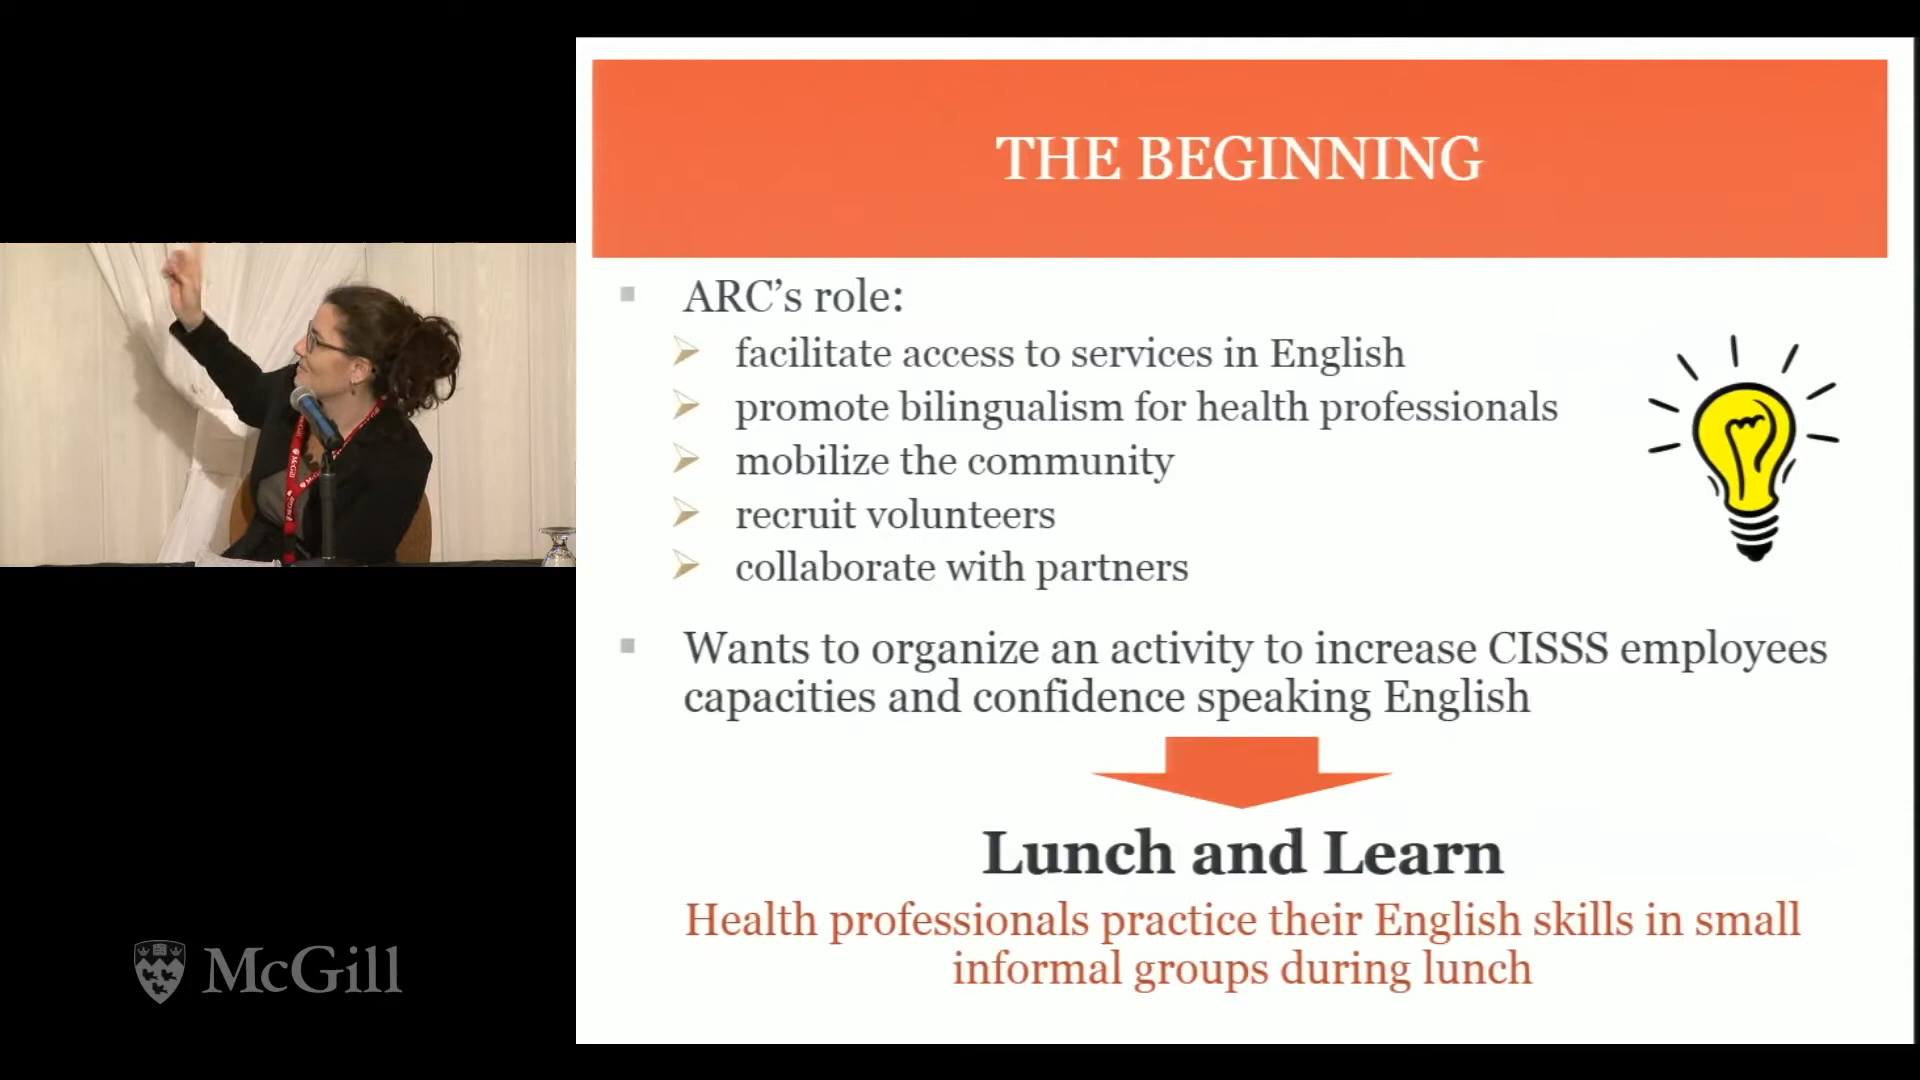 THE BEGINNING
ARC's role:
facilitate access to services in English
promote bilingualism for health professionals
mobilize the community
recruit volunteers
collaborate with partners
Wants to organize an activity to increase CISSS employees
capacities and confidence speaking English
Lunch and Learn
Health professionals practice their English skills in small
informal groups during lunch
McGill
McGill